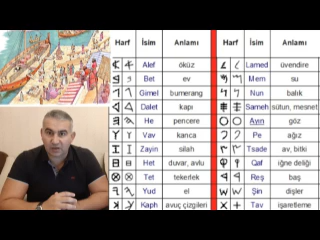 Harf İsim Anlamı Harf İsim Anlamı
Alef öküz Lamed üvendire
Bet ev Mem su
Gimel bumerang Nun balık
Dalet kapı Sameh sütun, mesnet
He pencere Ayın göz
Vav kanca Pe ağız
Zayin silah Tsade av, bitki
Het duvar, avlu Qaf iğne deliği
Tet tekerlek Reş baş
Yud el Şin dişler
Kaph avuç çizgileri Tav işaretleme